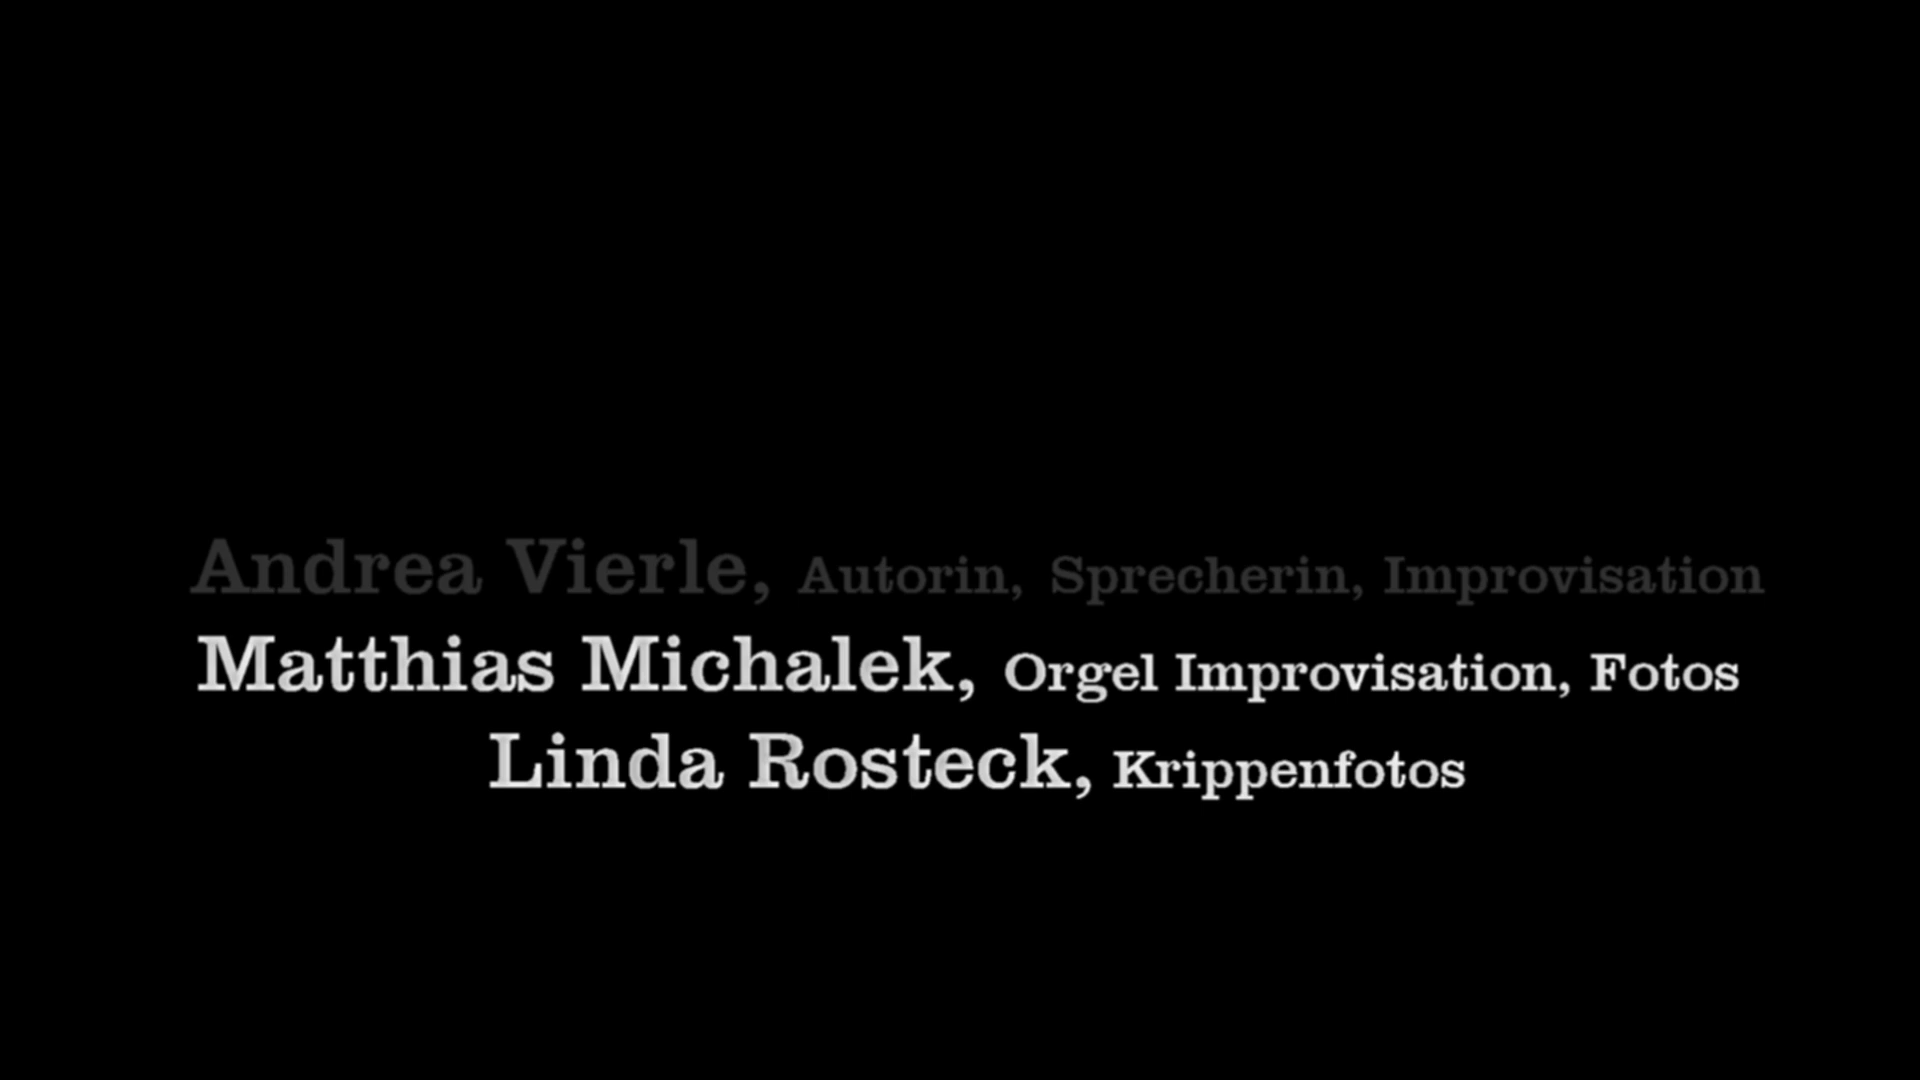 Andrea Vierle, Autorin, Sprecherin, Improvisation
Matthias Michalek, Orgel Improvisation, Fotos
Linda Rosteck, Krippenfotos